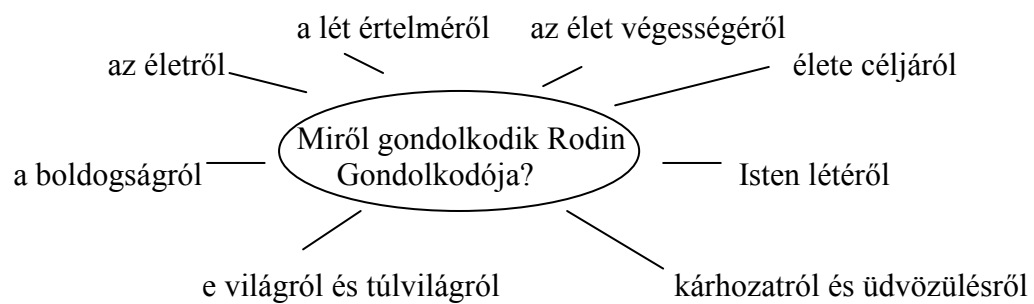 a lét értelméről
az élet végességéről
az életről
élete céljáról
Miről gondolkodik Rodin
Gondolkodója?
a boldogságról
Isten létéről
e világról és túlvilágról
kárhozatról és üdvözülésről